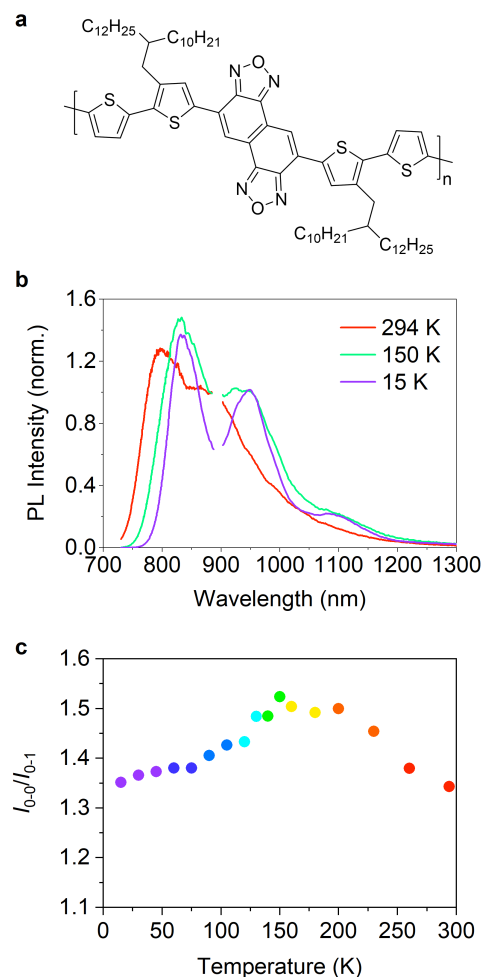 a
C12H25
C10H21
N O N
S S
S S
n
N O N
C10H21
C12H25
b
PL Intensity (norm.)
1.6
1.2
0.8
0.4
0.0
294 K
150 K
15 K
700 800 900 1000 1100 1200 1300
Wavelength (nm)
c
I0-0/I0-1
1.6
1.5
1.4
1.3
1.2
1.1
0 50 100 150 200 250 300
Temperature (K)